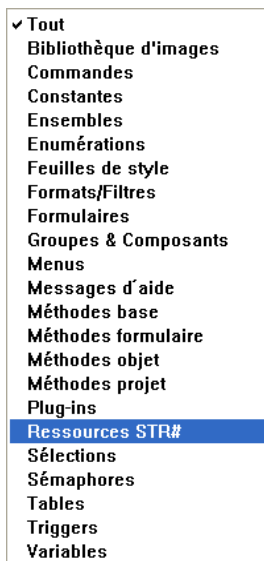 Tout
Bibliothèque d'images
Commandes
Constantes
Ensembles
Enumérations
Feuilles de style
Formats/Filtres
Formulaires
Groupes & Composants
Menus
Messages d´aide
Méthodes base
Méthodes formulaire
Méthodes objet
Méthodes projet
Plug-ins
Ressources STR#
Sélections
Sémaphores
Tables
Triggers
Variables